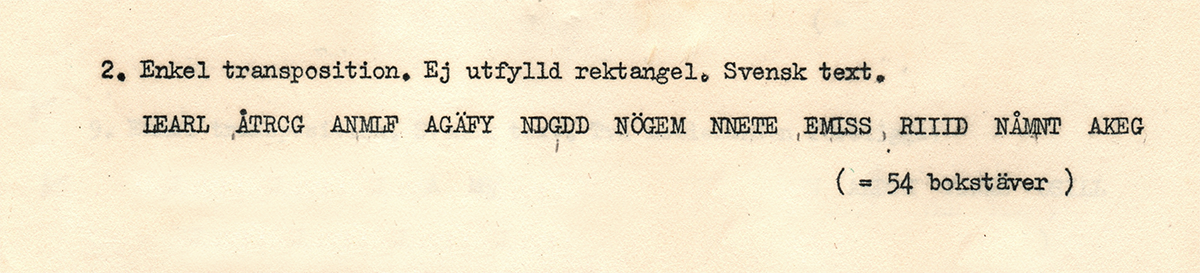 2. Enkel transposition. Ej utfylld rektangel. Svensk text.
LEARL ÅTRCG ANMLF AGÄFY NDGDD NÖGEM NNETE EMISS RIIID NÅMNT AKEG
( = 54 bokstäver )